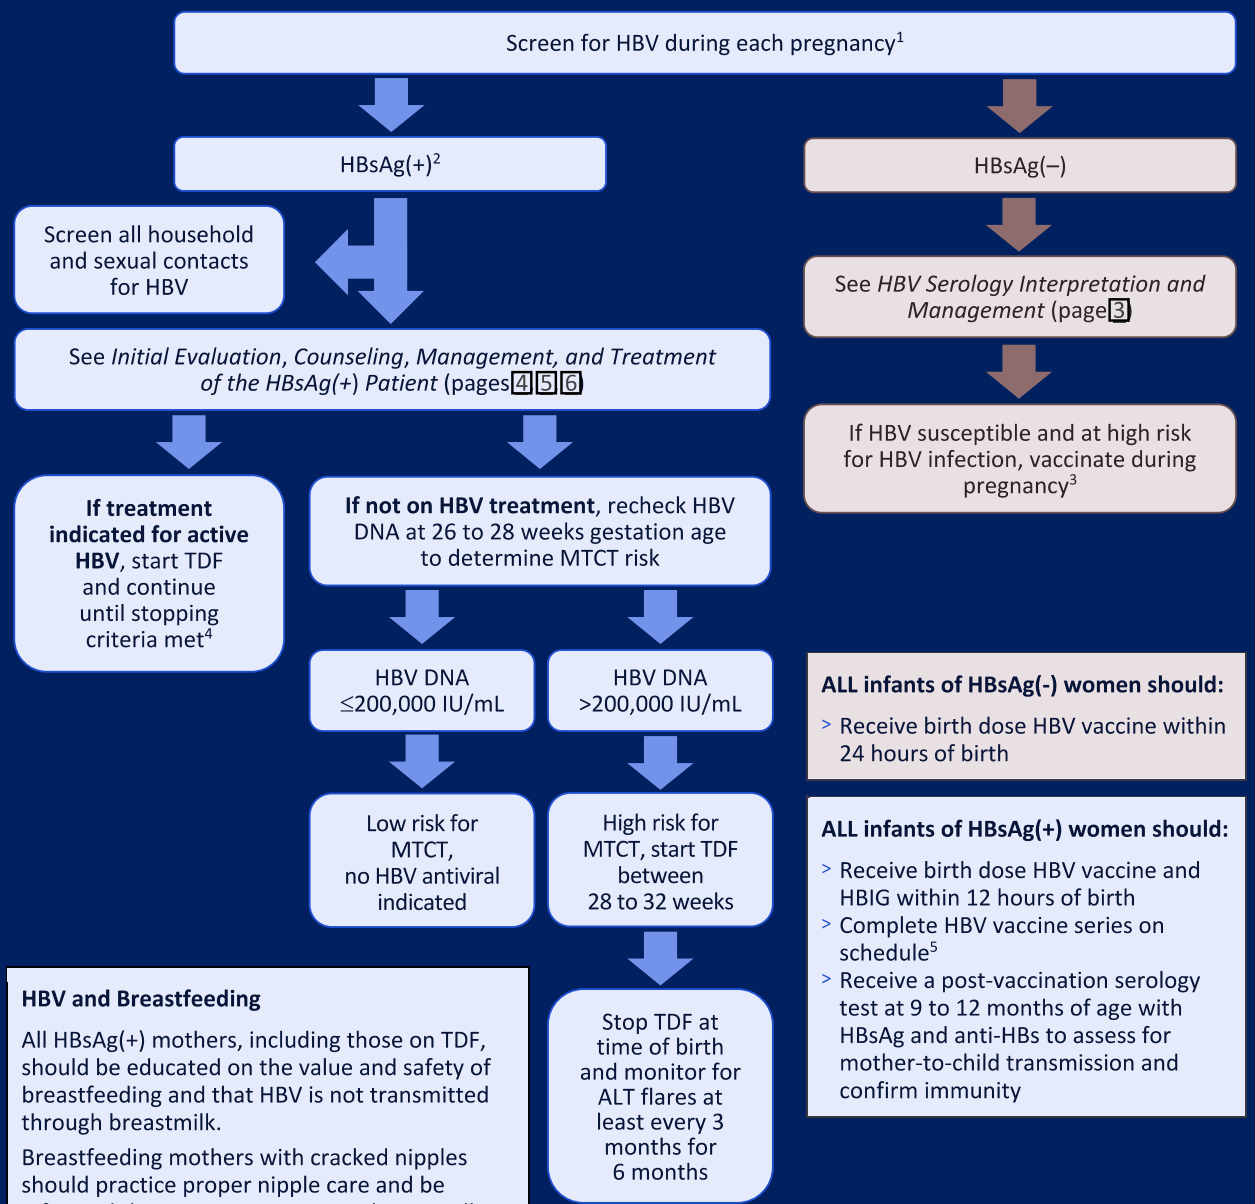 Screen for HBV during each pregnancy¹
HBsAg(+)²
HBsAg(–)
Screen all household
and sexual contacts
for HBV
See HBV Serology Interpretation and
Management (page 3)
See Initial Evaluation, Counseling, Management, and Treatment
of the HBsAg(+) Patient (pages 4 5 6)
If HBV susceptible and at high risk
for HBV infection, vaccinate during
pregnancy³
If treatment
indicated for active
HBV, start TDF
and continue
until stopping
criteria met⁴
If not on HBV treatment, recheck HBV
DNA at 26 to 28 weeks gestation age
to determine MTCT risk
HBV DNA
≤200,000 IU/mL
HBV DNA
>200,000 IU/mL
Low risk for
MTCT,
no HBV antiviral
indicated
High risk for
MTCT, start TDF
between
28 to 32 weeks
Stop TDF at
time of birth
and monitor for
ALT flares at
least every 3
months for
6 months
ALL infants of HBsAg(-) women should:
> Receive birth dose HBV vaccine within
24 hours of birth
ALL infants of HBsAg(+) women should:
> Receive birth dose HBV vaccine and
HBIG within 12 hours of birth
> Complete HBV vaccine series on
schedule⁵
> Receive a post-vaccination serology
test at 9 to 12 months of age with
HBsAg and anti-HBs to assess for
mother-to-child transmission and
confirm immunity
HBV and Breastfeeding
All HBsAg(+) mothers, including those on TDF,
should be educated on the value and safety of
breastfeeding and that HBV is not transmitted
through breastmilk.
Breastfeeding mothers with cracked nipples
should practice proper nipple care and be